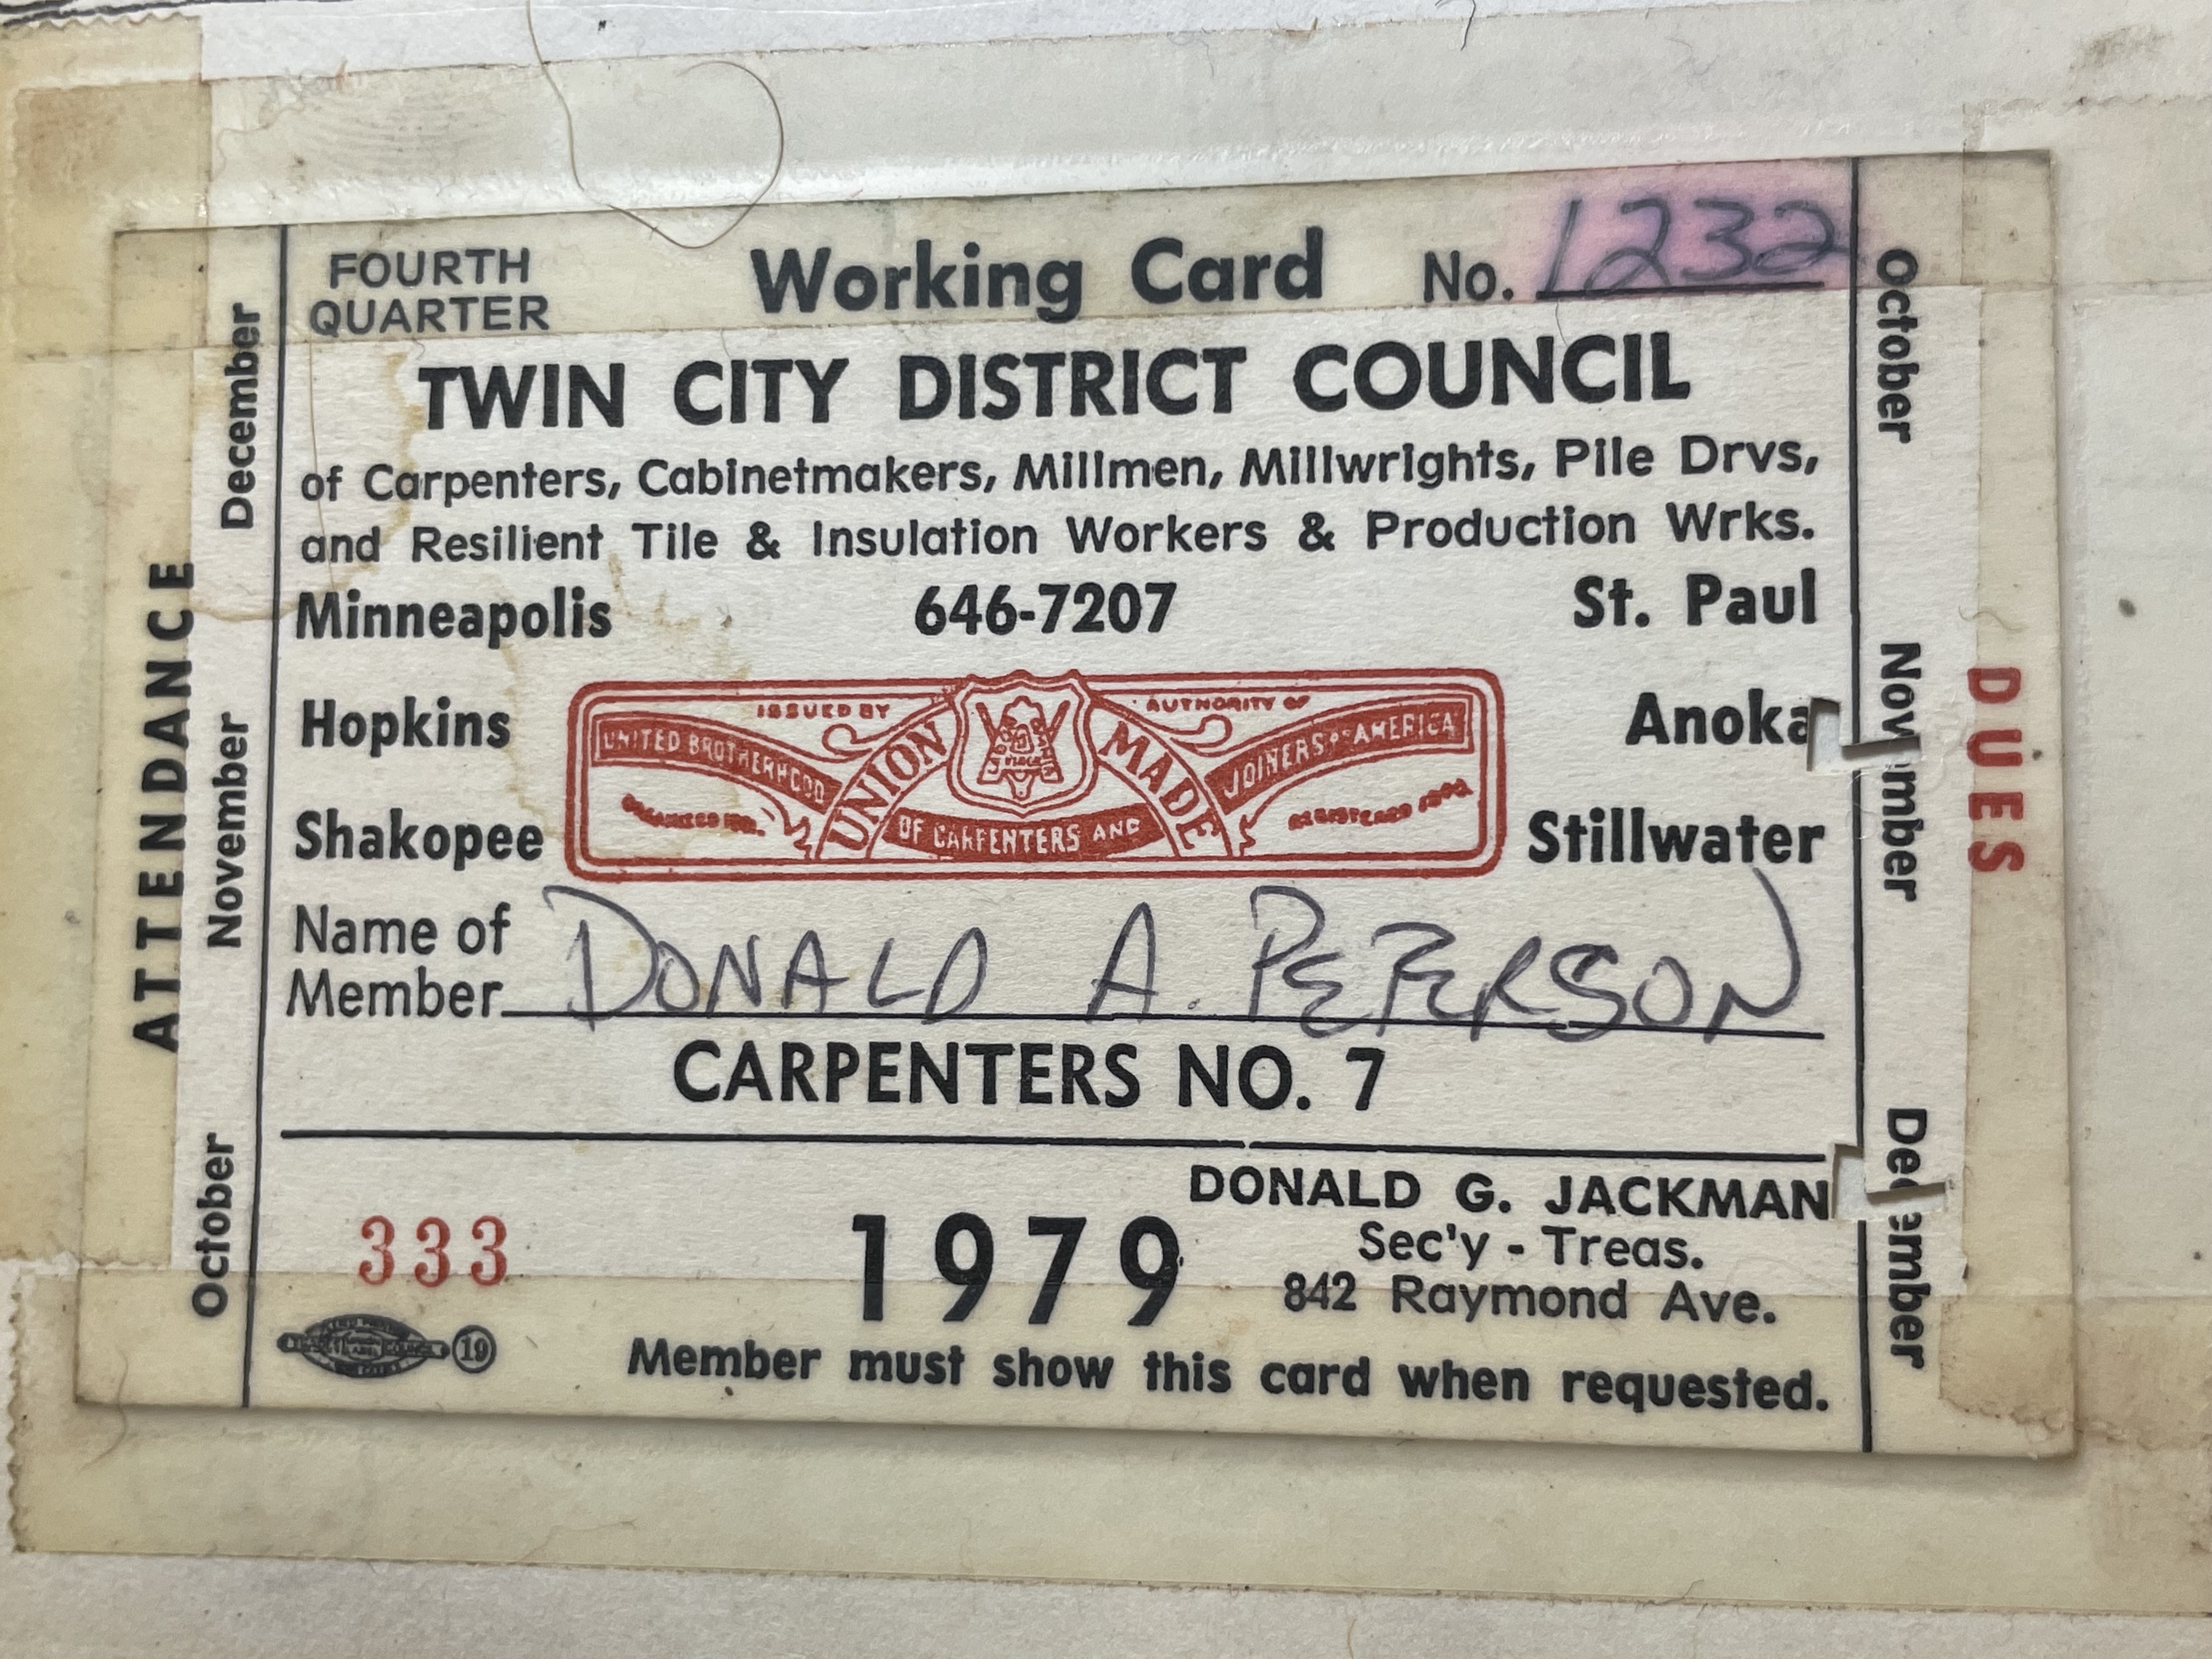 FOURTH
QUARTER
Working Card No. 1232
TWIN CITY DISTRICT COUNCIL
of Carpenters, Cabinetmakers, Millmen, Millwrights, Pile Drvs,
and Resilient Tile & Insulation Workers & Production Wrks.
Minneapolis 646-7207 St. Paul
Hopkins Anoka
Shakopee Stillwater
ISSUED BY AUTHORITY OF
UNITED BROTHERHOOD
OF CARPENTERS AND
JOINERS OF AMERICA
UNION MADE
Name of
Member DONALD A. PETERSON
CARPENTERS NO. 7
333
1979
DONALD G. JACKMAN
Sec'y - Treas.
842 Raymond Ave.
19
Member must show this card when requested.
ATTENDANCE
October November December
DUES
October November December